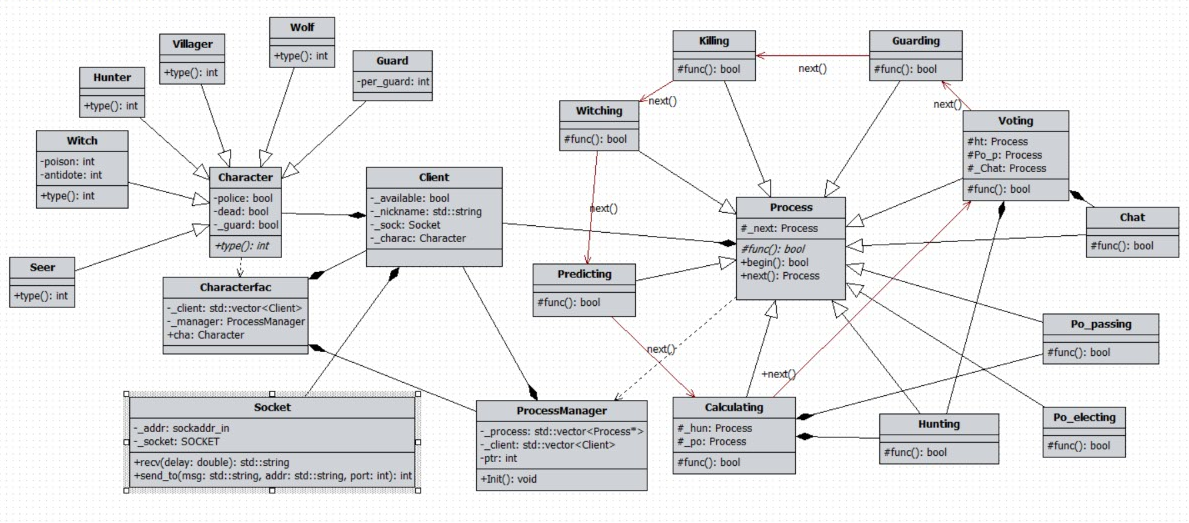 Wolf
+type(): int
Villager
+type(): int
Guard
-per_guard: int
Hunter
+type(): int
Witch
-poison: int
-antidote: int
+type(): int
Seer
+type(): int
Character
-police: bool
-dead: bool
-_guard: bool
+type(): int
Client
-_available: bool
-_nickname: std::string
-_sock: Socket
-_charac: Character
Characterfac
-_client: std::vector<Client>
-_manager: ProcessManager
+cha: Character
Socket
-_addr: sockaddr_in
-_socket: SOCKET
+recv(delay: double): std::string
+send_to(msg: std::string, addr: std::string, port: int): int
ProcessManager
-_process: std::vector<Process*>
-_client: std::vector<Client>
-ptr: int
+Init(): void
Killing
#func(): bool
next()
Guarding
#func(): bool
next()
Witching
#func(): bool
next()
Voting
#ht: Process
#Po_p: Process
#_Chat: Process
#func(): bool
next()
Process
#_next: Process
#func(): bool
+begin(): bool
+next(): Process
Chat
#func(): bool
Predicting
#func(): bool
next()
+next()
Po_passing
#func(): bool
Calculating
#_hun: Process
#_po: Process
#func(): bool
Hunting
#func(): bool
Po_electing
#func(): bool